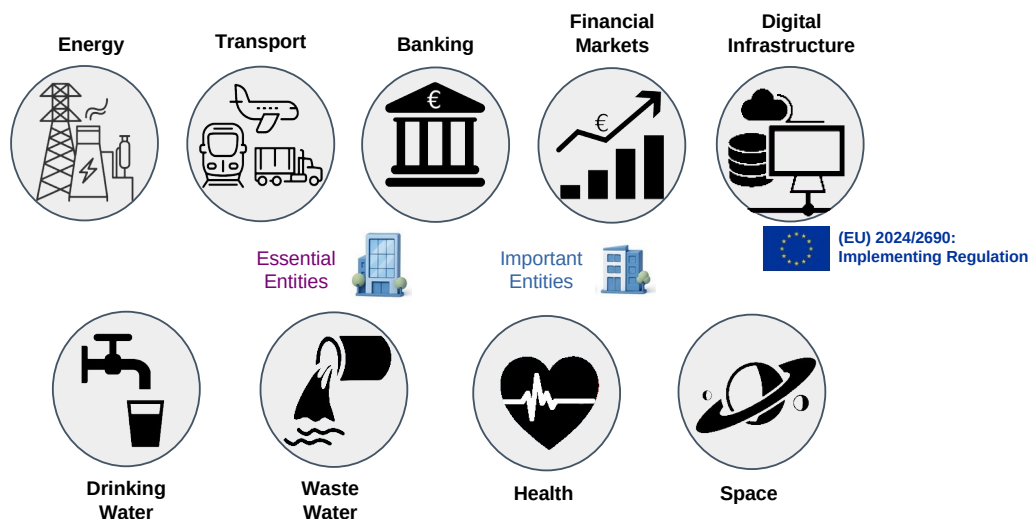 Energy
Transport
Banking
Financial
Markets
Digital
Infrastructure
€
€
Essential
Entities
Important
Entities
(EU) 2024/2690:
Implementing Regulation
Drinking
Water
Waste
Water
Health
Space